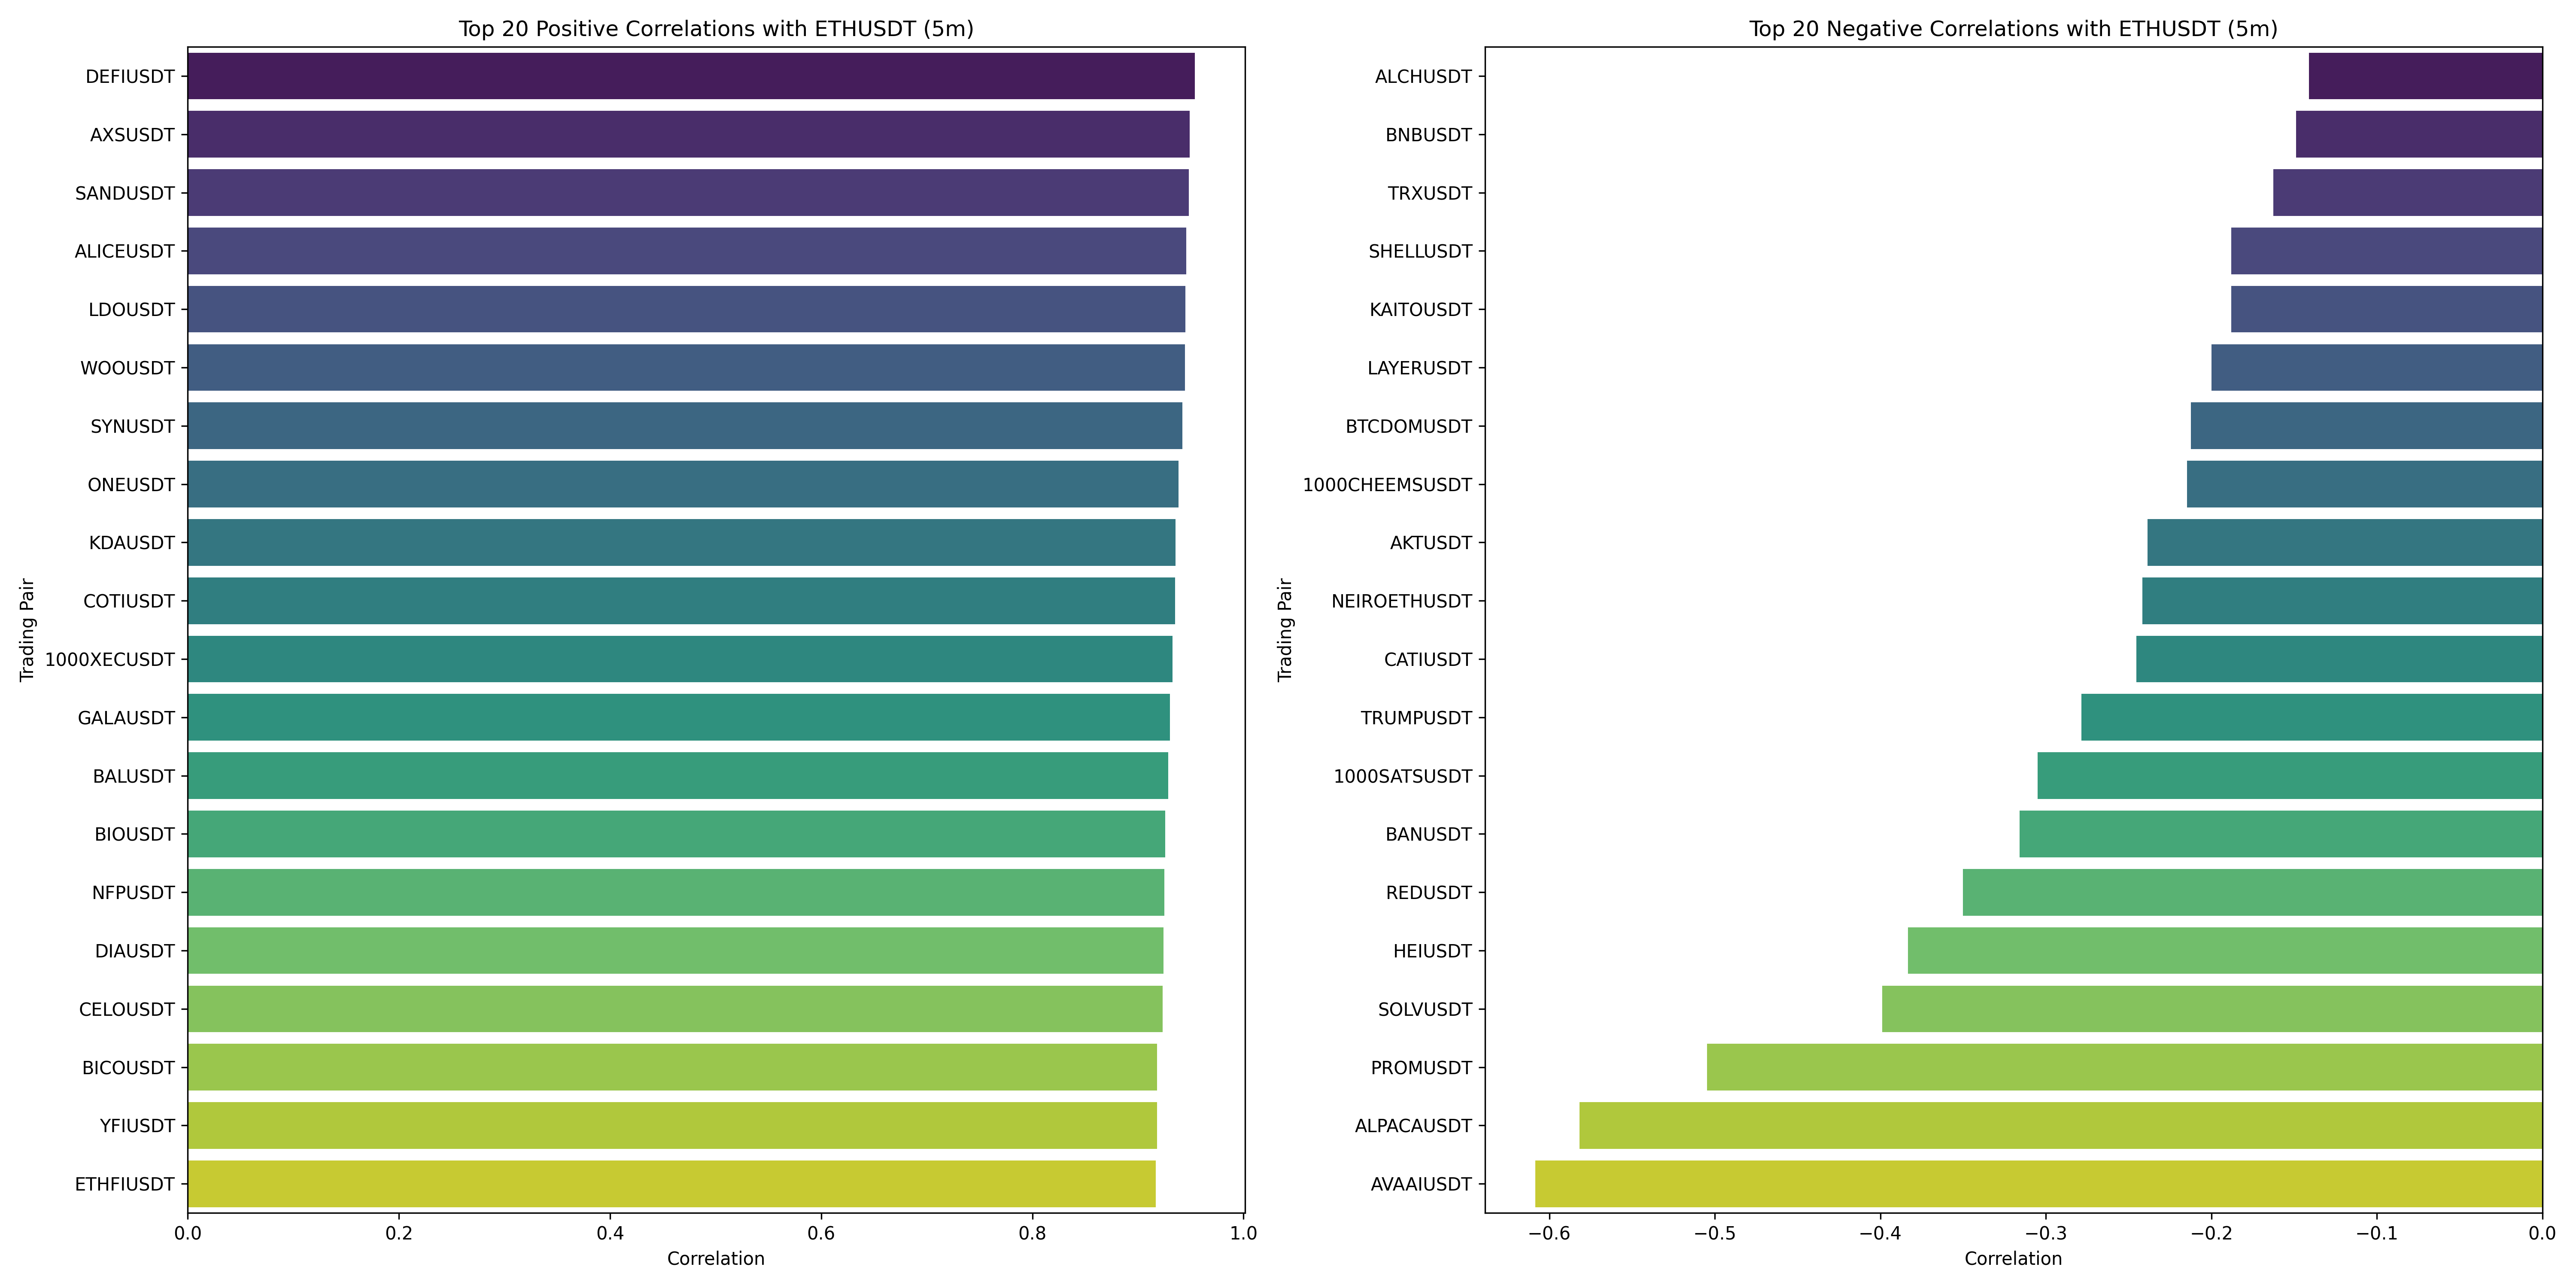 Top 20 Positive Correlations with ETHUSDT (5m)
Trading Pair
DEFIUSDT
AXSUSDT
SANDUSDT
ALICEUSDT
LDOUSDT
WOOUSDT
SYNUSDT
ONEUSDT
KDAUSDT
COTIUSDT
1000XECUSDT
GALAUSDT
BALUSDT
BIOUSDT
NFPUSDT
DIAUSDT
CELOUSDT
BICOUSDT
YFIUSDT
ETHFIUSDT
0.0 0.2 0.4 0.6 0.8 1.0
Correlation
Top 20 Negative Correlations with ETHUSDT (5m)
Trading Pair
ALCHUSDT
BNBUSDT
TRXUSDT
SHELLUSDT
KAITOUSDT
LAYERUSDT
BTCDOMUSDT
1000CHEEMSUSDT
AKTUSDT
NEIROETHUSDT
CATIUSDT
TRUMPUSDT
1000SATSUSDT
BANUSDT
REDUSDT
HEIUSDT
SOLVUSDT
PROMUSDT
ALPACAUSDT
AVAAIUSDT
−0.6 −0.5 −0.4 −0.3 −0.2 −0.1 0.0
Correlation